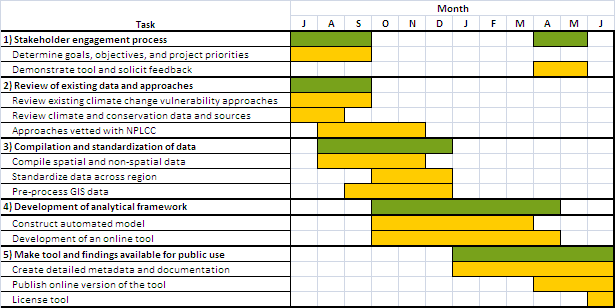 Month
Task J A S O N D J F M A M J
1) Stakeholder engagement process
Determine goals, objectives, and project priorities
Demonstrate tool and solicit feedback
2) Review of existing data and approaches
Review existing climate change vulnerability approaches
Review climate and conservation data and sources
Approaches vetted with NPLCC
3) Compilation and standardization of data
Compile spatial and non-spatial data
Standardize data across region
Pre-process GIS data
4) Development of analytical framework
Construct automated model
Development of an online tool
5) Make tool and findings available for public use
Create detailed metadata and documentation
Publish online version of the tool
License tool